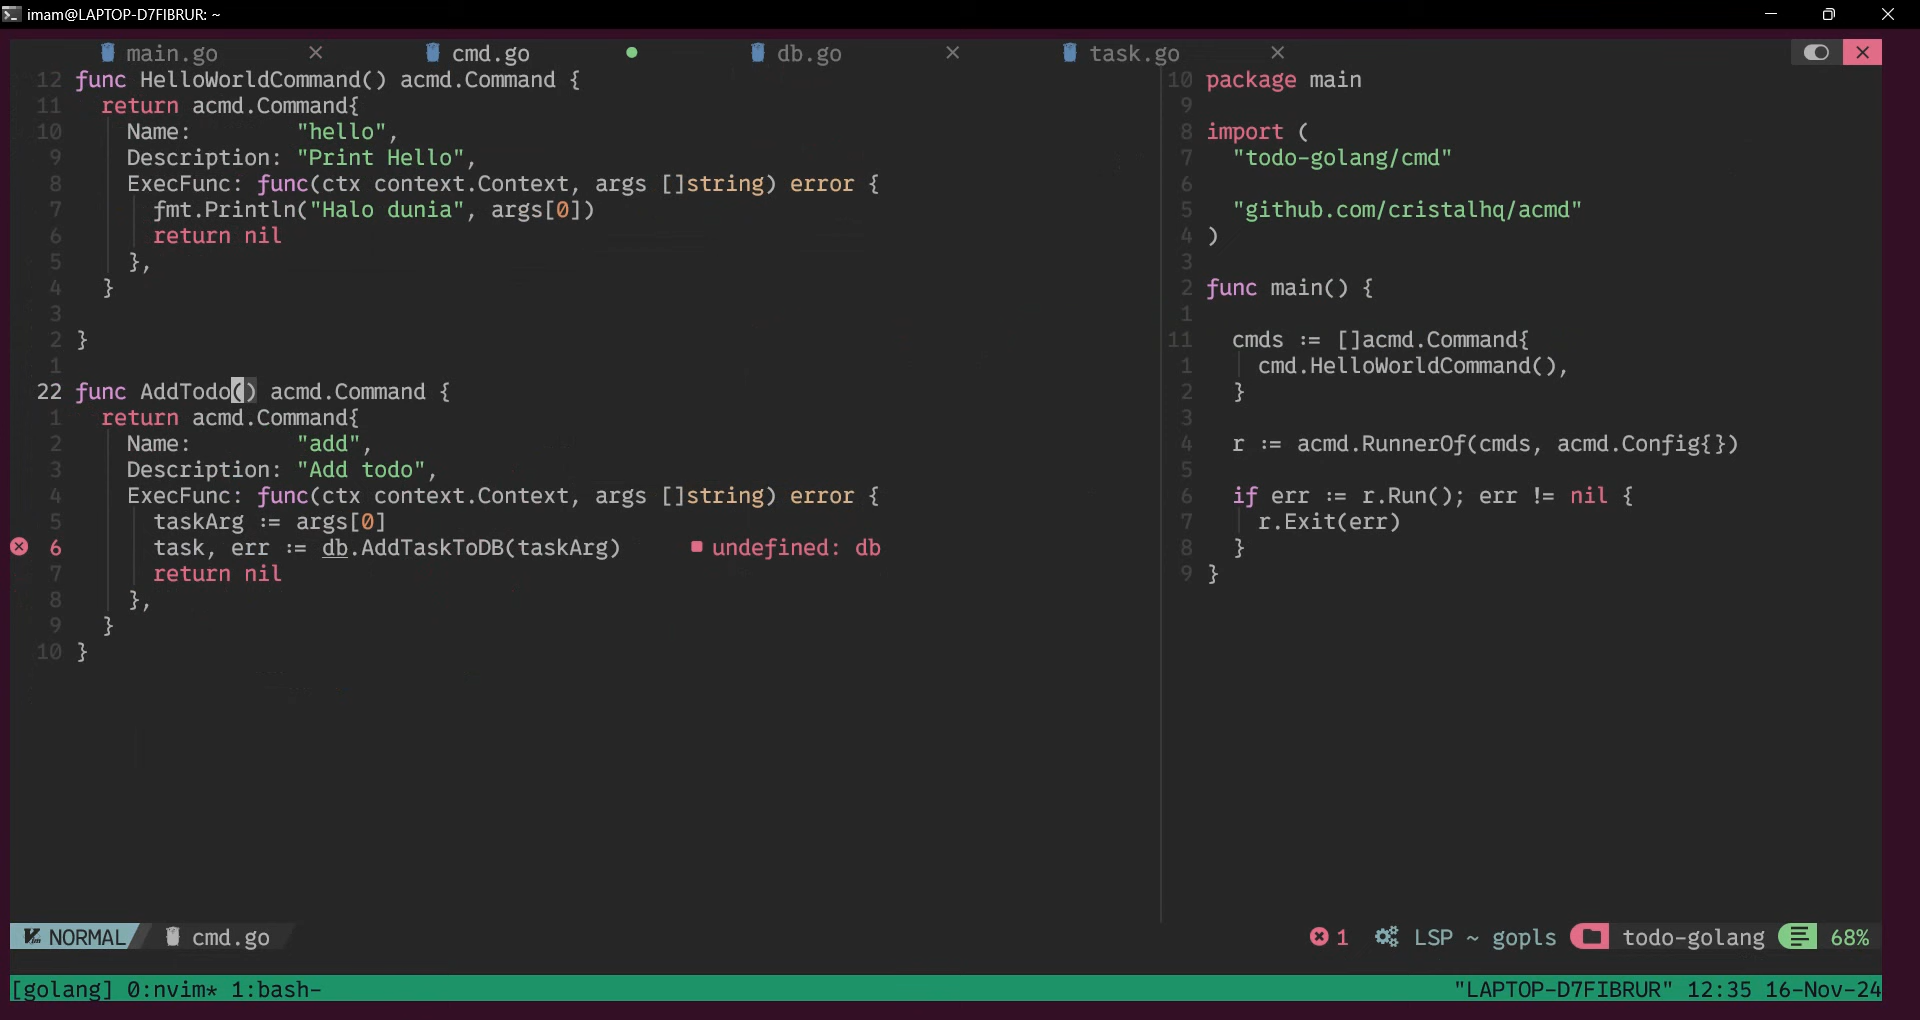 imam@LAPTOP-D7FIBRUR: ~
main.go cmd.go db.go task.go
12 func HelloWorldCommand() acmd.Command {
11 return acmd.Command{
10 Name: "hello",
9 Description: "Print Hello",
8 ExecFunc: func(ctx context.Context, args []string) error {
7 fmt.Println("Halo dunia", args[0])
6 return nil
5 },
4 }
3
2 }
1
22 func AddTodo() acmd.Command {
1 return acmd.Command{
2 Name: "add",
3 Description: "Add todo",
4 ExecFunc: func(ctx context.Context, args []string) error {
5 taskArg := args[0]
6 task, err := db.AddTaskToDB(taskArg) undefined: db
7 return nil
8 },
9 }
10 }
10 package main
9
8 import (
7 "todo-golang/cmd"
6
5 "github.com/cristalhq/acmd"
4 )
3
2 func main() {
1
11 cmds := []acmd.Command{
1 cmd.HelloWorldCommand(),
2 }
3
4 r := acmd.RunnerOf(cmds, acmd.Config{})
5
6 if err := r.Run(); err != nil {
7 r.Exit(err)
8 }
9 }
NORMAL cmd.go 1 LSP ~ gopls todo-golang 68%
[golang] 0:nvim* 1:bash- "LAPTOP-D7FIBRUR" 12:35 16-Nov-24